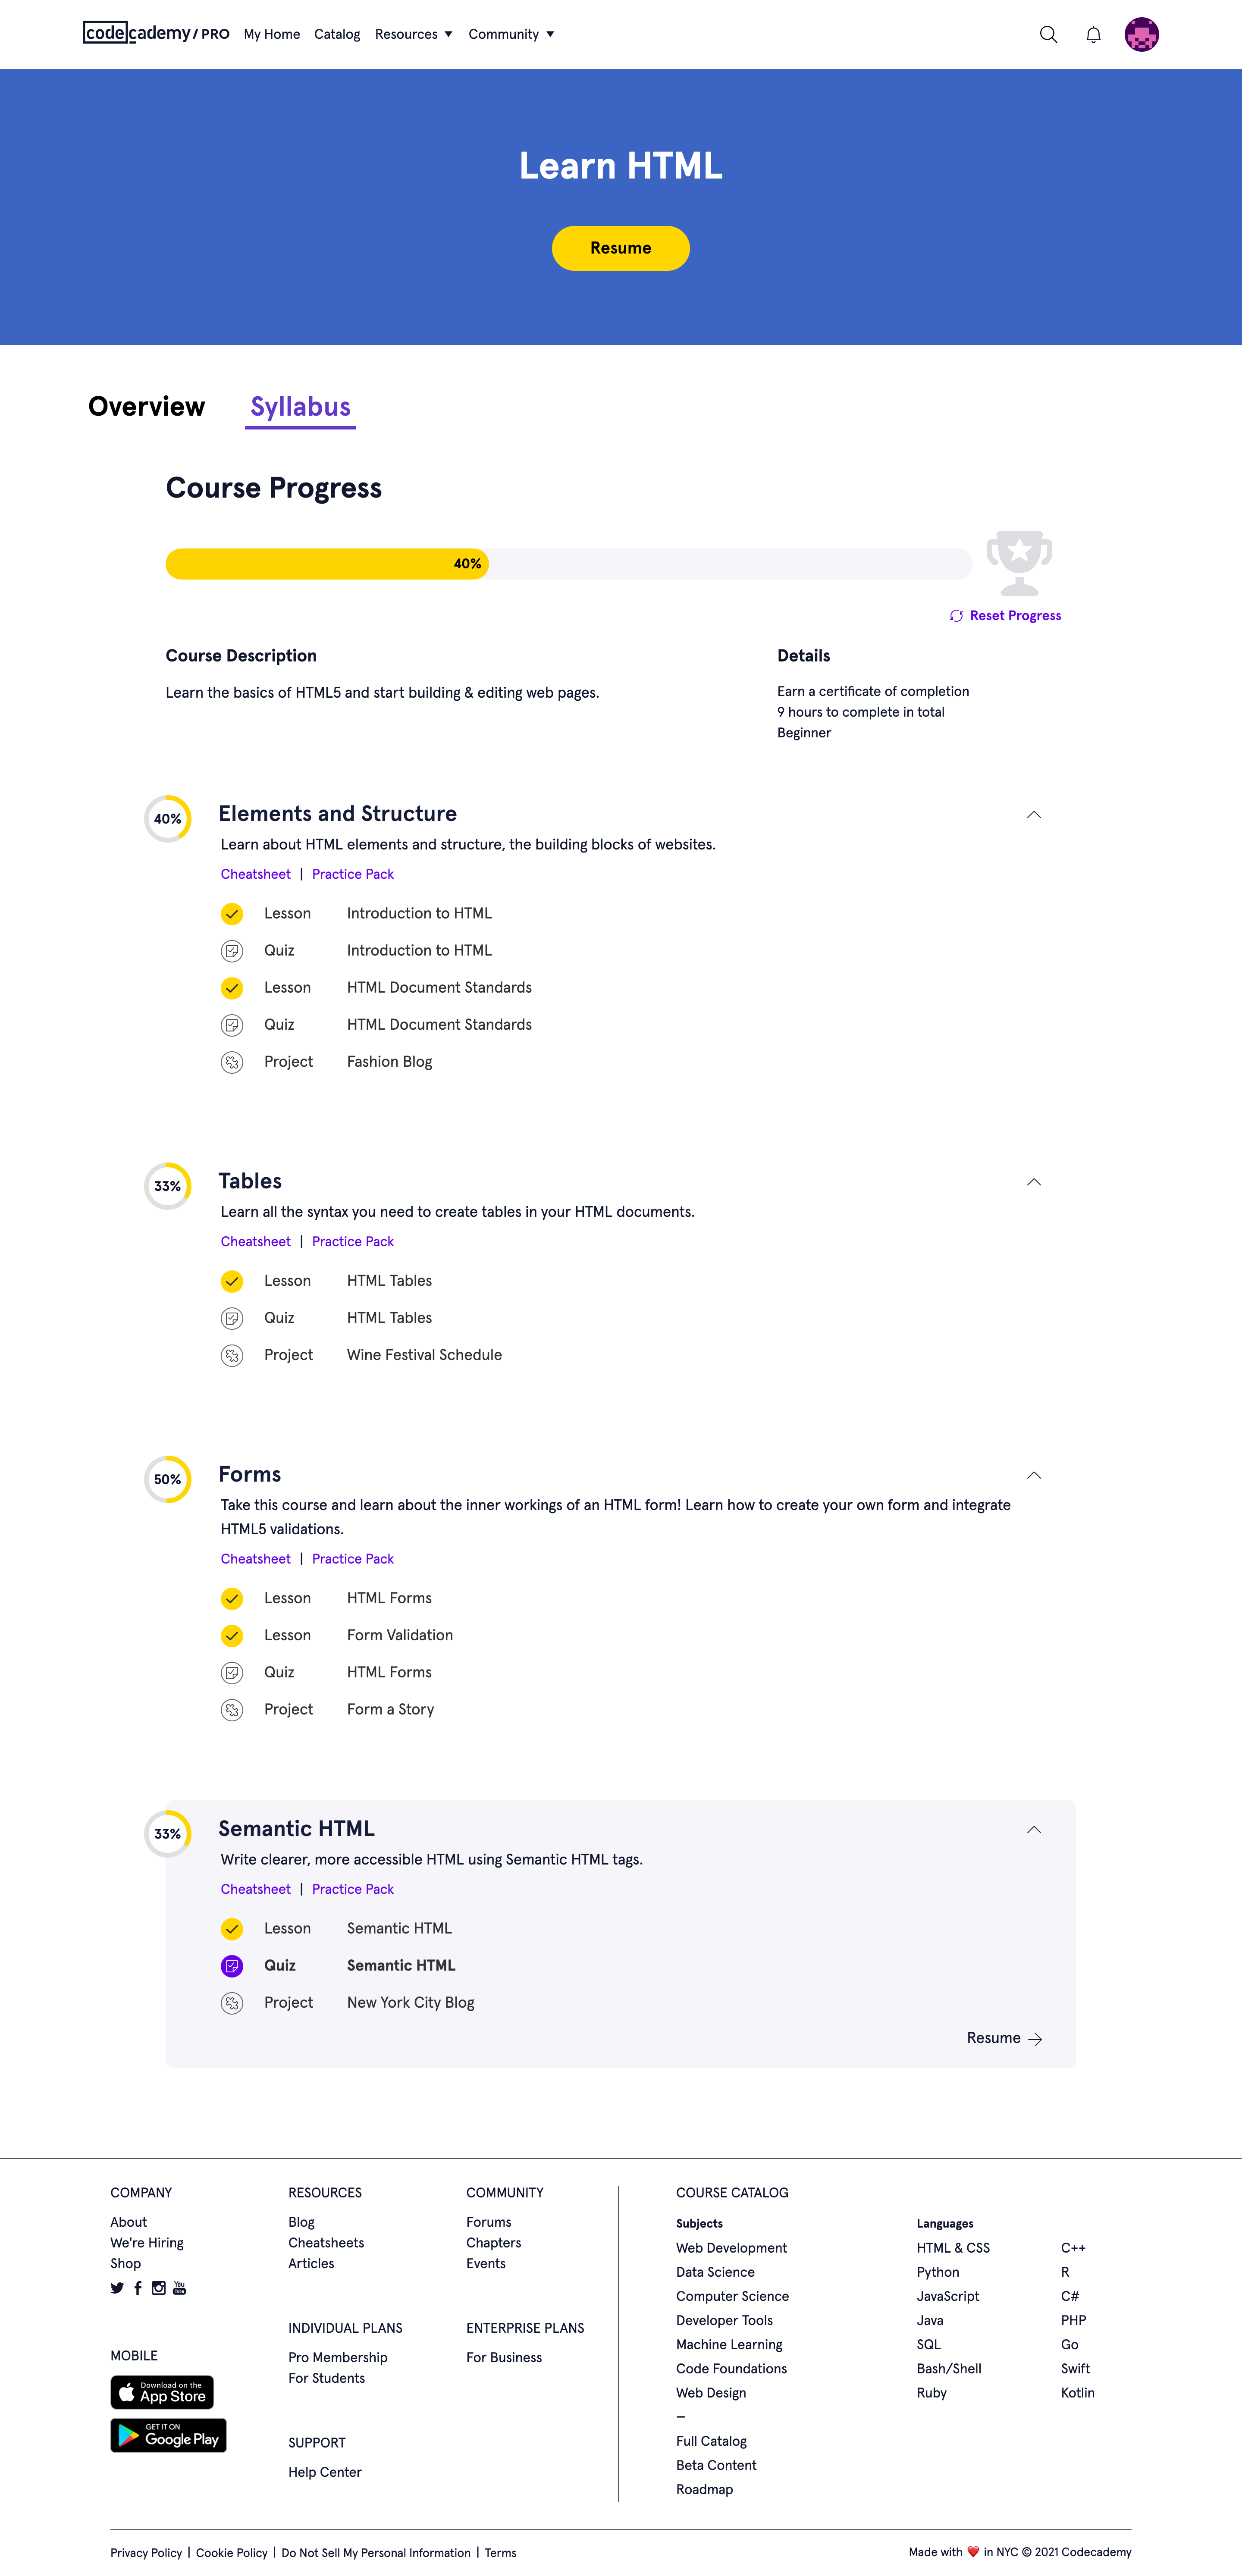 codecademy / PRO My Home Catalog Resources Community
Learn HTML
Resume
Overview Syllabus
Course Progress
40%
Reset Progress
Course Description
Learn the basics of HTML5 and start building & editing web pages.
Details
Earn a certificate of completion
9 hours to complete in total
Beginner
40% Elements and Structure
Learn about HTML elements and structure, the building blocks of websites.
Cheatsheet | Practice Pack
Lesson Introduction to HTML
Quiz Introduction to HTML
Lesson HTML Document Standards
Quiz HTML Document Standards
Project Fashion Blog
33% Tables
Learn all the syntax you need to create tables in your HTML documents.
Cheatsheet | Practice Pack
Lesson HTML Tables
Quiz HTML Tables
Project Wine Festival Schedule
50% Forms
Take this course and learn about the inner workings of an HTML form! Learn how to create your own form and integrate
HTML5 validations.
Cheatsheet | Practice Pack
Lesson HTML Forms
Lesson Form Validation
Quiz HTML Forms
Project Form a Story
33% Semantic HTML
Write clearer, more accessible HTML using Semantic HTML tags.
Cheatsheet | Practice Pack
Lesson Semantic HTML
Quiz Semantic HTML
Project New York City Blog
Resume
COMPANY
About
We're Hiring
Shop
You
Tube
MOBILE
Download on the
App Store
GET IT ON
Google Play
RESOURCES
Blog
Cheatsheets
Articles
INDIVIDUAL PLANS
Pro Membership
For Students
SUPPORT
Help Center
COMMUNITY
Forums
Chapters
Events
ENTERPRISE PLANS
For Business
COURSE CATALOG
Subjects
Web Development
Data Science
Computer Science
Developer Tools
Machine Learning
Code Foundations
Web Design
—
Full Catalog
Beta Content
Roadmap
Languages
HTML & CSS
Python
JavaScript
Java
SQL
Bash/Shell
Ruby
C++
R
C#
PHP
Go
Swift
Kotlin
Privacy Policy | Cookie Policy | Do Not Sell My Personal Information | Terms
Made with ❤️ in NYC © 2021 Codecademy